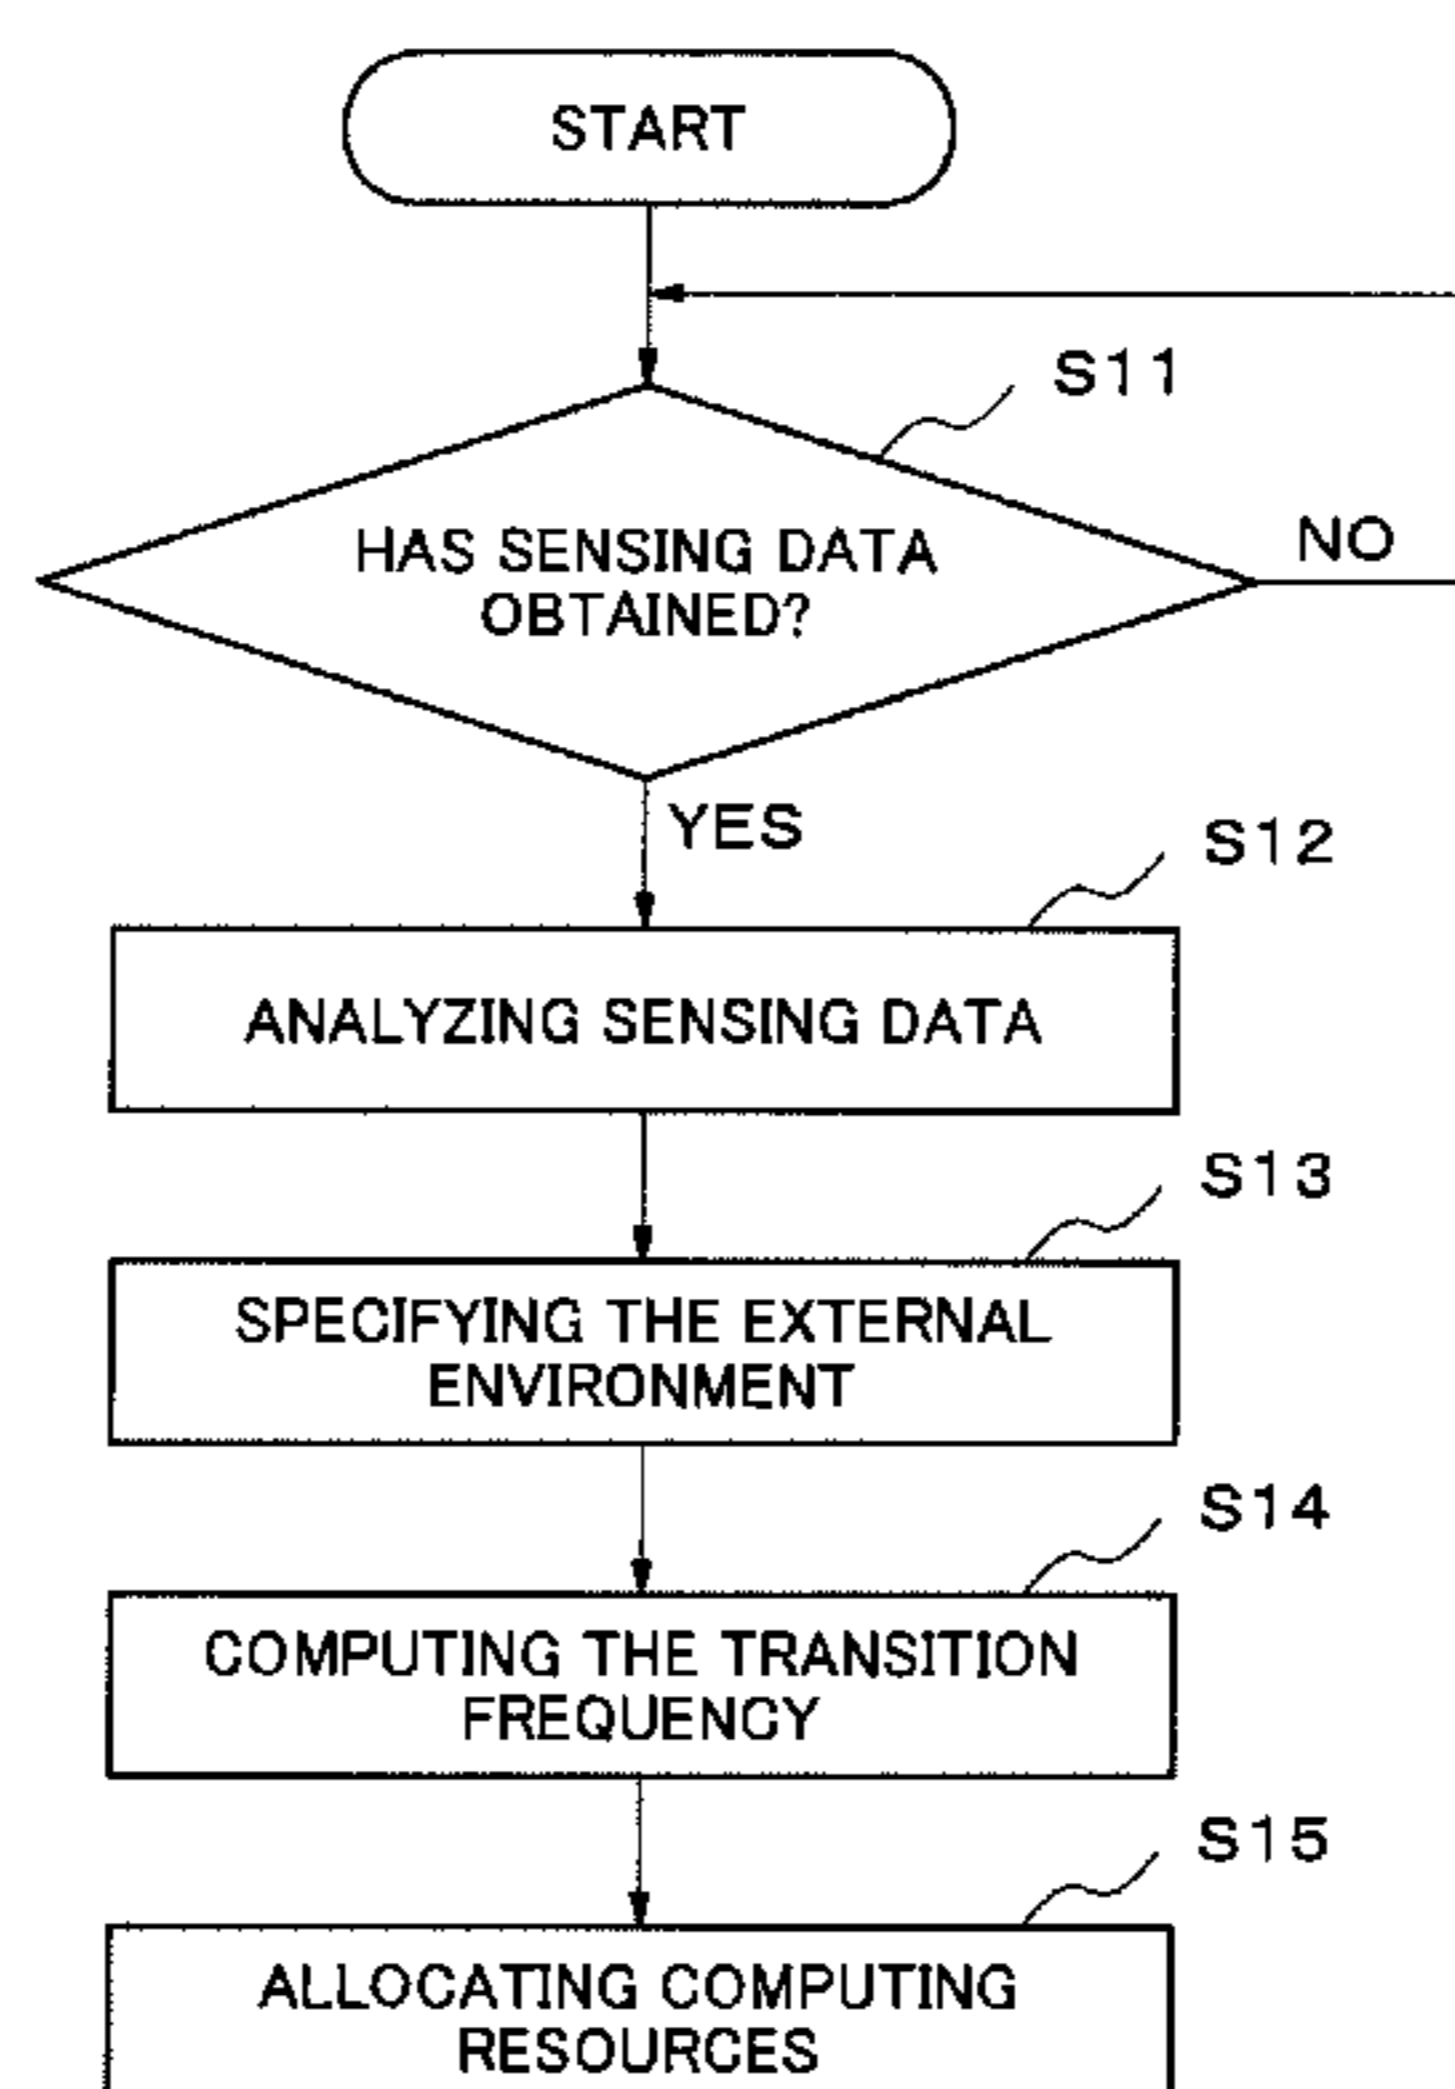 START
S11
HAS SENSING DATA
OBTAINED?
NO
YES
S12
ANALYZING SENSING DATA
S13
SPECIFYING THE EXTERNAL
ENVIRONMENT
S14
COMPUTING THE TRANSITION
FREQUENCY
S15
ALLOCATING COMPUTING
RESOURCES